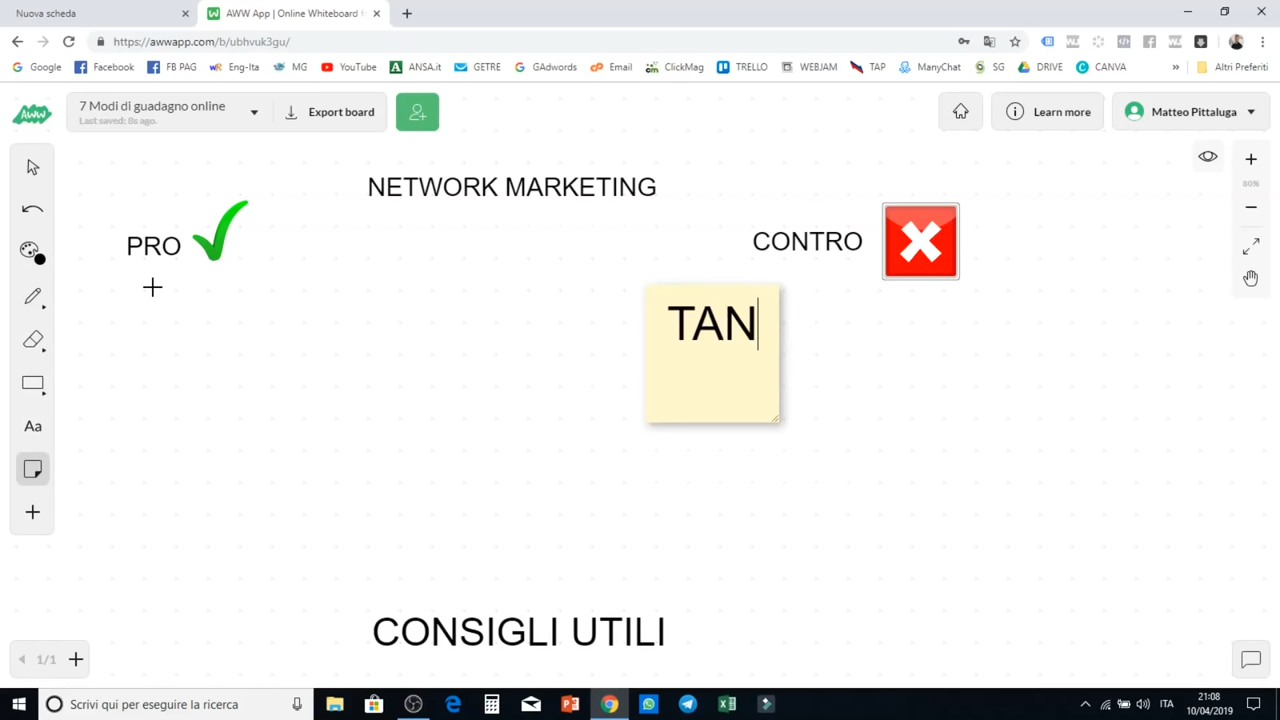 Nuova scheda
AWW App | Online Whiteboard f
https://awwapp.com/b/ubhvuk3gu/
Google Facebook FB PAG Eng-Ita MG YouTube ANSA.it GETRE GAdwords Email ClickMag TRELLO WEBJAM TAP ManyChat SG DRIVE CANVA » Altri Preferiti
AWW
7 Modi di guadagno online
Last saved: 8s ago.
Export board
Learn more
Matteo Pittaluga
NETWORK MARKETING
80%
PRO
CONTRO
TAN
Aa
CONSIGLI UTILI
1/1
Scrivi qui per eseguire la ricerca
ITA
21:08
10/04/2019